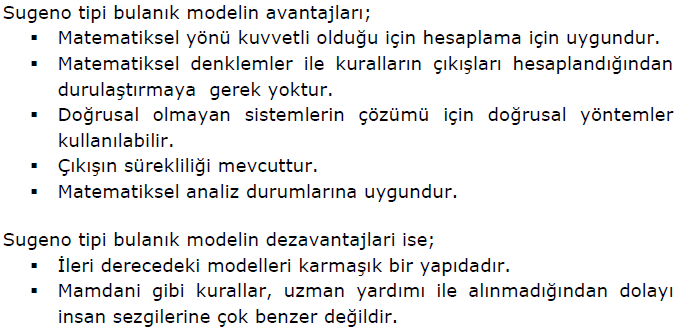 Sugeno tipi bulanık modelin avantajları;
▪ Matematiksel yönü kuvvetli olduğu için hesaplama için uygundur.
▪ Matematiksel denklemler ile kuralların çıkışları hesaplandığından
durulaştırmaya gerek yoktur.
▪ Doğrusal olmayan sistemlerin çözümü için doğrusal yöntemler
kullanılabilir.
▪ Çıkışın sürekliliği mevcuttur.
▪ Matematiksel analiz durumlarına uygundur.
Sugeno tipi bulanık modelin dezavantajlari ise;
▪ İleri derecedeki modelleri karmaşık bir yapıdadır.
▪ Mamdani gibi kurallar, uzman yardımı ile alınmadığından dolayı
insan sezgilerine çok benzer değildir.